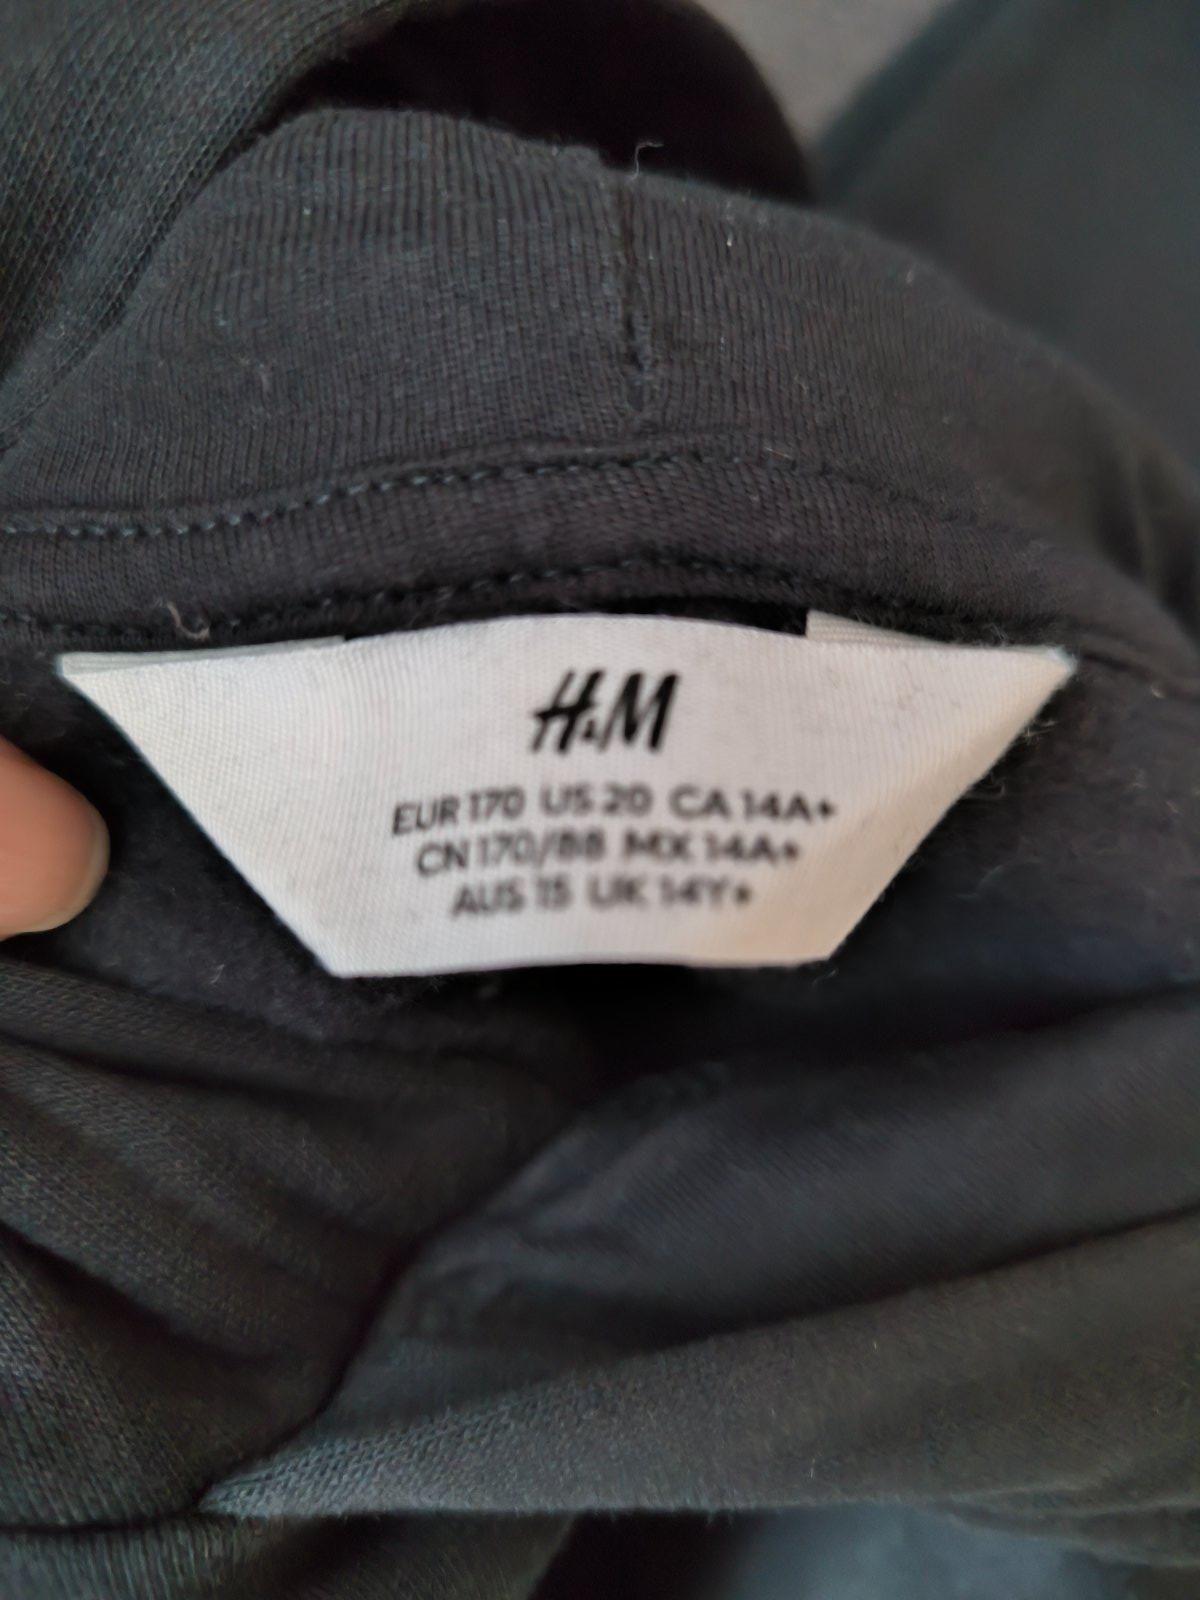 H&M
EUR 170 US 20 CA 14A+
CN 170/88 MX 14A+
AUS 15 UK 14Y+